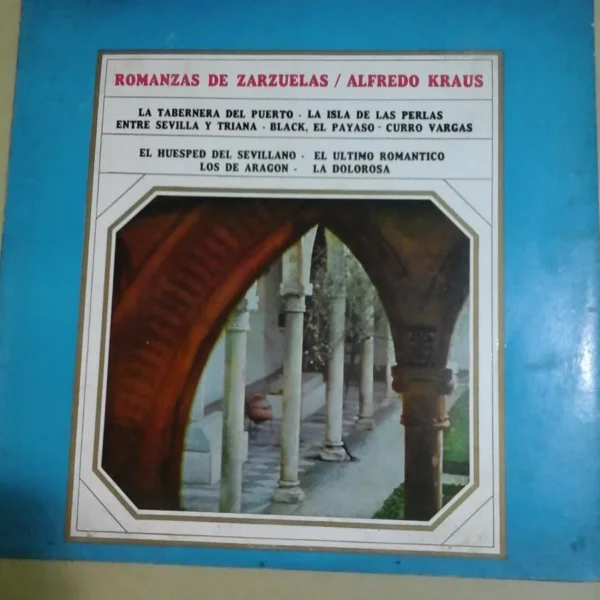 ROMANZAS DE ZARZUELAS / ALFREDO KRAUS
LA TABERNERA DEL PUERTO · LA ISLA DE LAS PERLAS
ENTRE SEVILLA Y TRIANA · BLACK, EL PAYASO · CURRO VARGAS
EL HUESPED DEL SEVILLANO · EL ULTIMO ROMANTICO
LOS DE ARAGON · LA DOLOROSA